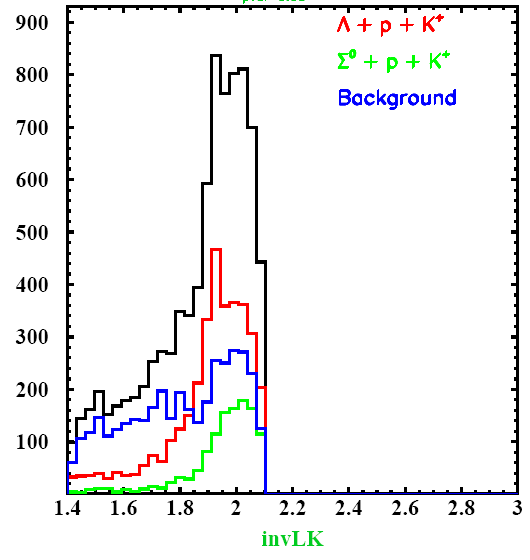 Λ + p + K⁺
Σ⁰ + p + K⁺
Background
900
800
700
600
500
400
300
200
100
1.4 1.6 1.8 2 2.2 2.4 2.6 2.8 3
invLK